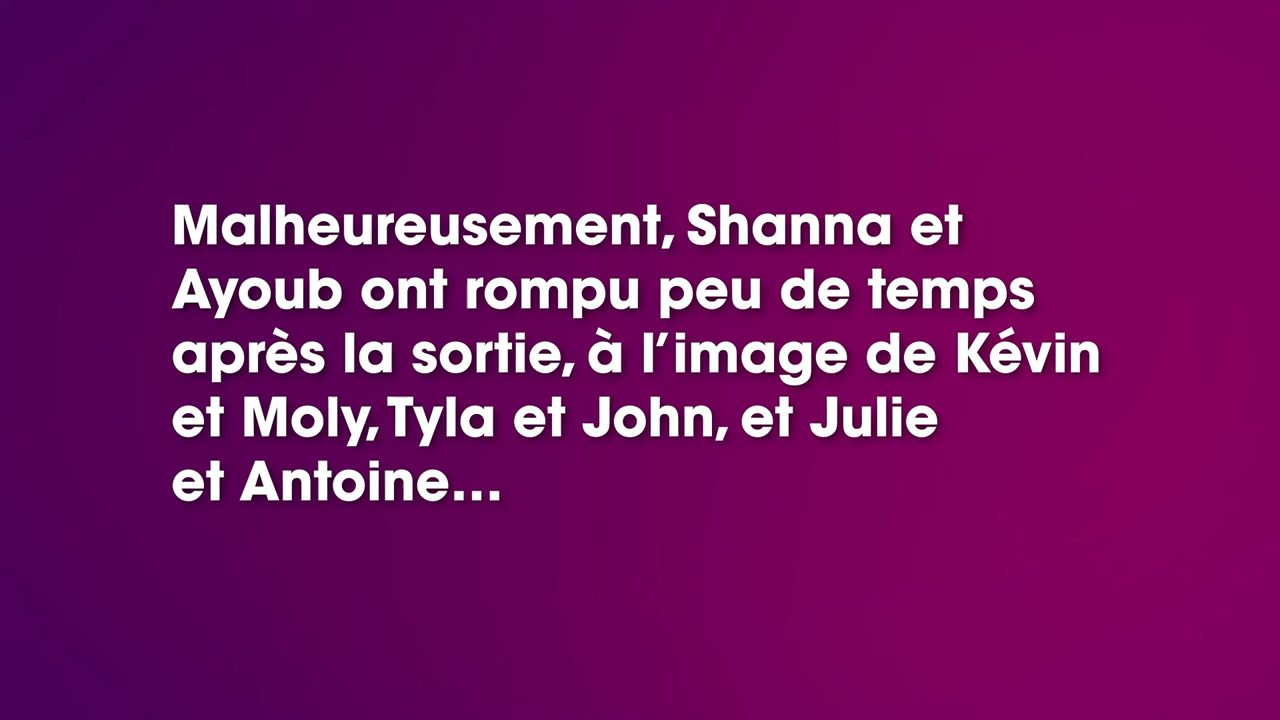 Malheureusement, Shanna et
Ayoub ont rompu peu de temps
après la sortie, à l’image de Kévin
et Moly, Tyla et John, et Julie
et Antoine...